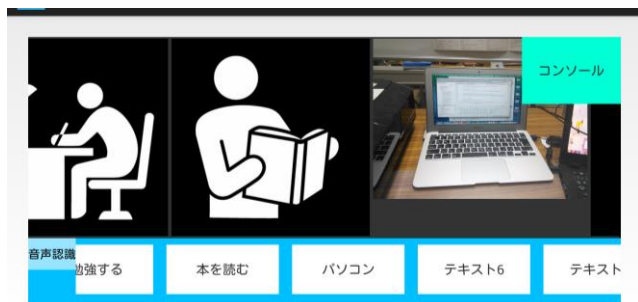 コンソール
音声認識
勉強する
本を読む
パソコン
テキスト6
テキスト